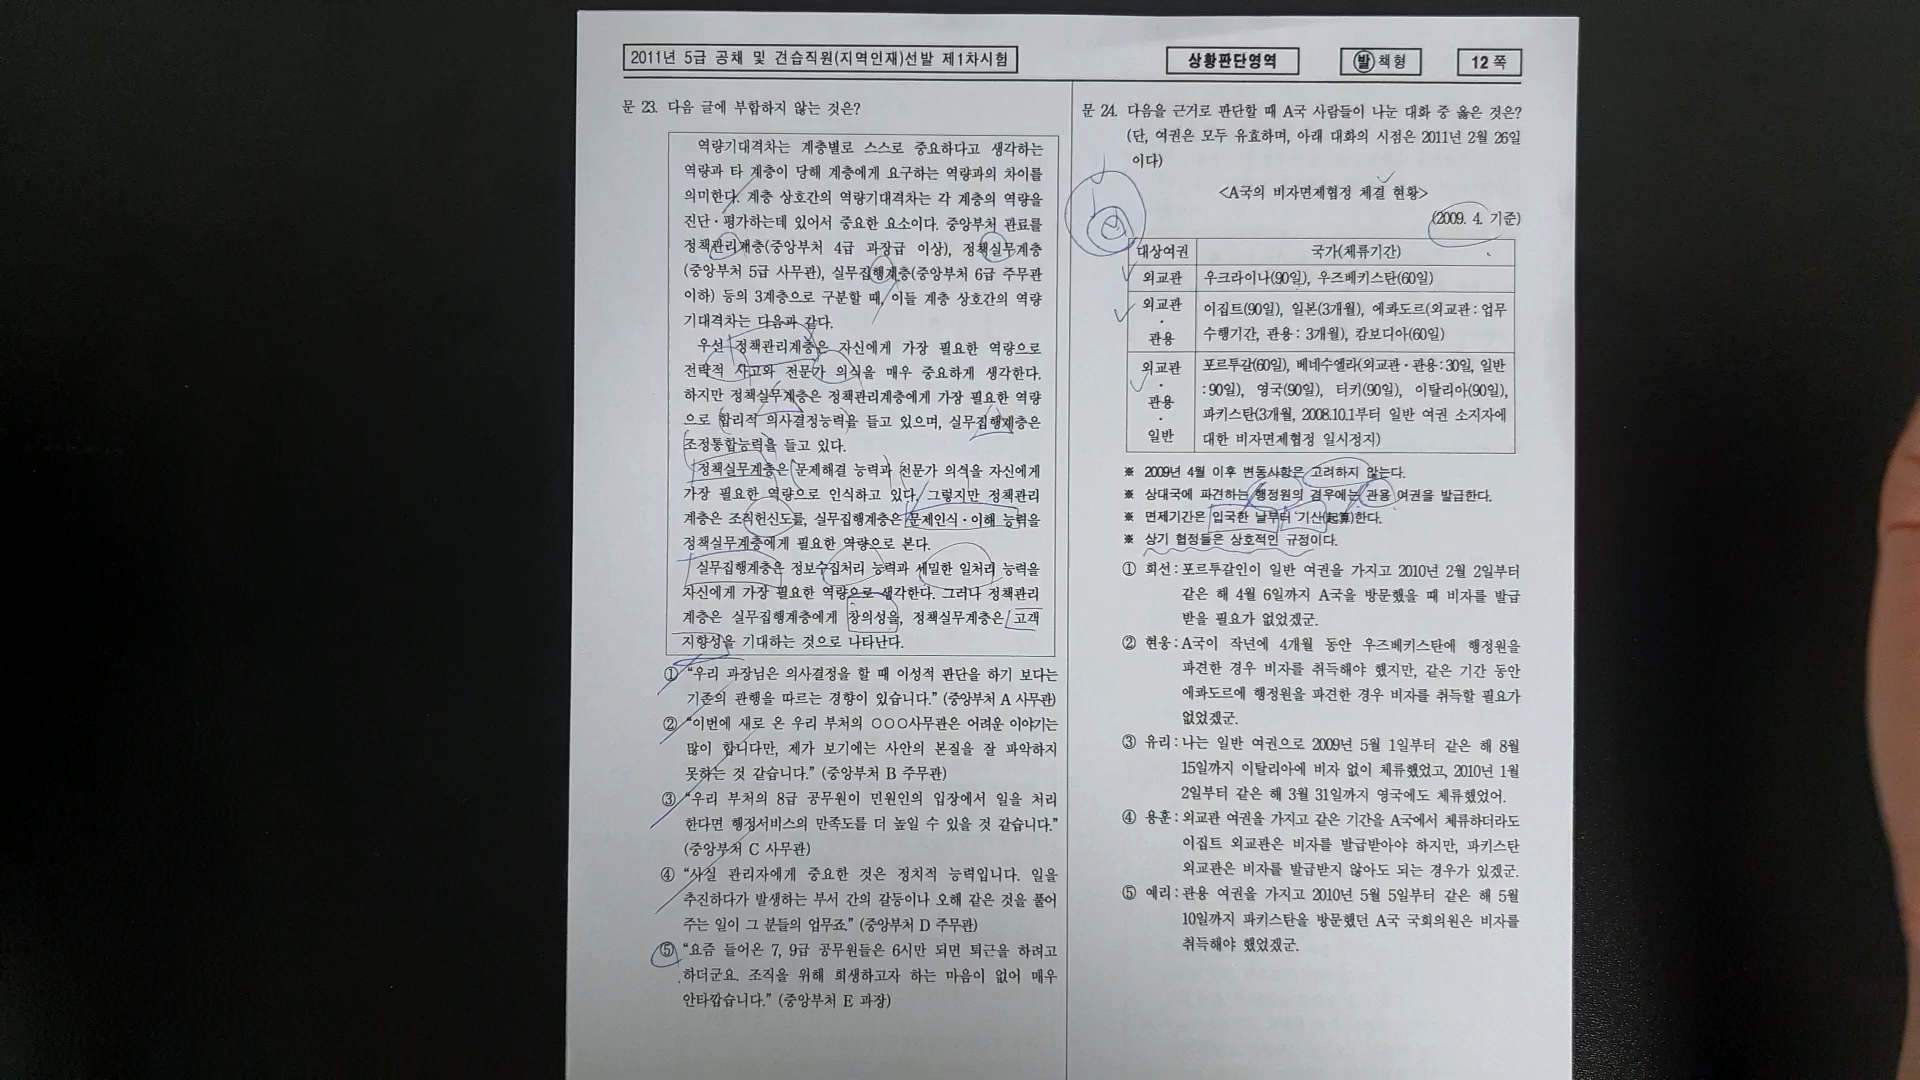 2011년 5급 공채 및 견습직원(지역인재)선발 제1차시험
상황판단영역
발 책형
12 쪽
문 23. 다음 글에 부합하지 않는 것은?
역량기대격차는 계층별로 스스로 중요하다고 생각하는
역량과 타 계층이 당해 계층에게 요구하는 역량과의 차이를
의미한다. 계층 상호간의 역량기대격차는 각 계층의 역량을
진단·평가하는데 있어서 중요한 요소이다. 중앙부처 관료를
정책관리계층(중앙부처 4급 과장급 이상), 정책실무계층
(중앙부처 5급 사무관), 실무집행계층(중앙부처 6급 주무관
이하) 등의 3계층으로 구분할 때, 이들 계층 상호간의 역량
기대격차는 다음과 같다.
우선 정책관리계층은 자신에게 가장 필요한 역량으로
전략적 사고와 전문가 의식을 매우 중요하게 생각한다.
하지만 정책실무계층은 정책관리계층에게 가장 필요한 역량
으로 합리적 의사결정능력을 들고 있으며, 실무집행계층은
조정통합능력을 들고 있다.
정책실무계층은 문제해결 능력과 전문가 의식을 자신에게
가장 필요한 역량으로 인식하고 있다. 그렇지만 정책관리
계층은 조직헌신도를, 실무집행계층은 문제인식·이해 능력을
정책실무계층에게 필요한 역량으로 본다.
실무집행계층은 정보수집처리 능력과 세밀한 일처리 능력을
자신에게 가장 필요한 역량으로 생각한다. 그러나 정책관리
계층은 실무집행계층에게 창의성을, 정책실무계층은 고객
지향성을 기대하는 것으로 나타난다.
① “우리 과장님은 의사결정을 할 때 이성적 판단을 하기 보다는
기존의 관행을 따르는 경향이 있습니다.” (중앙부처 A 사무관)
② “이번에 새로 온 우리 부처의 ○○○사무관은 어려운 이야기는
많이 합니다만, 제가 보기에는 사안의 본질을 잘 파악하지
못하는 것 같습니다.” (중앙부처 B 주무관)
③ “우리 부처의 8급 공무원이 민원인의 입장에서 일을 처리
한다면 행정서비스의 만족도를 더 높일 수 있을 것 같습니다.”
(중앙부처 C 사무관)
④ “사실 관리자에게 중요한 것은 정치적 능력입니다. 일을
추진하다가 발생하는 부서 간의 갈등이나 오해 같은 것을 풀어
주는 일이 그 분들의 업무죠.” (중앙부처 D 주무관)
⑤ “요즘 들어온 7, 9급 공무원들은 6시만 되면 퇴근을 하려고
하더군요. 조직을 위해 희생하고자 하는 마음이 없어 매우
안타깝습니다.” (중앙부처 E 과장)
문 24. 다음을 근거로 판단할 때 A국 사람들이 나눈 대화 중 옳은 것은?
(단, 여권은 모두 유효하며, 아래 대화의 시점은 2011년 2월 26일
이다)
<A국의 비자면제협정 체결 현황>
(2009. 4. 기준)
대상여권 국가(체류기간)
외교관 우크라이나(90일), 우즈베키스탄(60일)
외교관·관용 이집트(90일), 일본(3개월), 에콰도르(외교관 : 업무
수행기간, 관용 : 3개월), 캄보디아(60일)
외교관·관용·일반 포르투갈(60일), 베네수엘라(외교관·관용:30일, 일반
:90일), 영국(90일), 터키(90일), 이탈리아(90일),
파키스탄(3개월, 2008.10.1부터 일반 여권 소지자에
대한 비자면제협정 일시정지)
※ 2009년 4월 이후 변동사항은 고려하지 않는다.
※ 상대국에 파견하는 행정원의 경우에는 관용 여권을 발급한다.
※ 면제기간은 입국한 날부터 기산(起算)한다.
※ 상기 협정들은 상호적인 규정이다.
① 희선 : 포르투갈인이 일반 여권을 가지고 2010년 2월 2일부터
같은 해 4월 6일까지 A국을 방문했을 때 비자를 발급
받을 필요가 없었겠군.
② 현웅 : A국이 작년에 4개월 동안 우즈베키스탄에 행정원을
파견한 경우 비자를 취득해야 했지만, 같은 기간 동안
에콰도르에 행정원을 파견한 경우 비자를 취득할 필요가
없었겠군.
③ 유리 : 나는 일반 여권으로 2009년 5월 1일부터 같은 해 8월
15일까지 이탈리아에 비자 없이 체류했었고, 2010년 1월
2일부터 같은 해 3월 31일까지 영국에도 체류했었어.
④ 용훈 : 외교관 여권을 가지고 같은 기간을 A국에서 체류하더라도
이집트 외교관은 비자를 발급받아야 하지만, 파키스탄
외교관은 비자를 발급받지 않아도 되는 경우가 있겠군.
⑤ 예리 : 관용 여권을 가지고 2010년 5월 5일부터 같은 해 5월
10일까지 파키스탄을 방문했던 A국 국회의원은 비자를
취득해야 했었겠군.